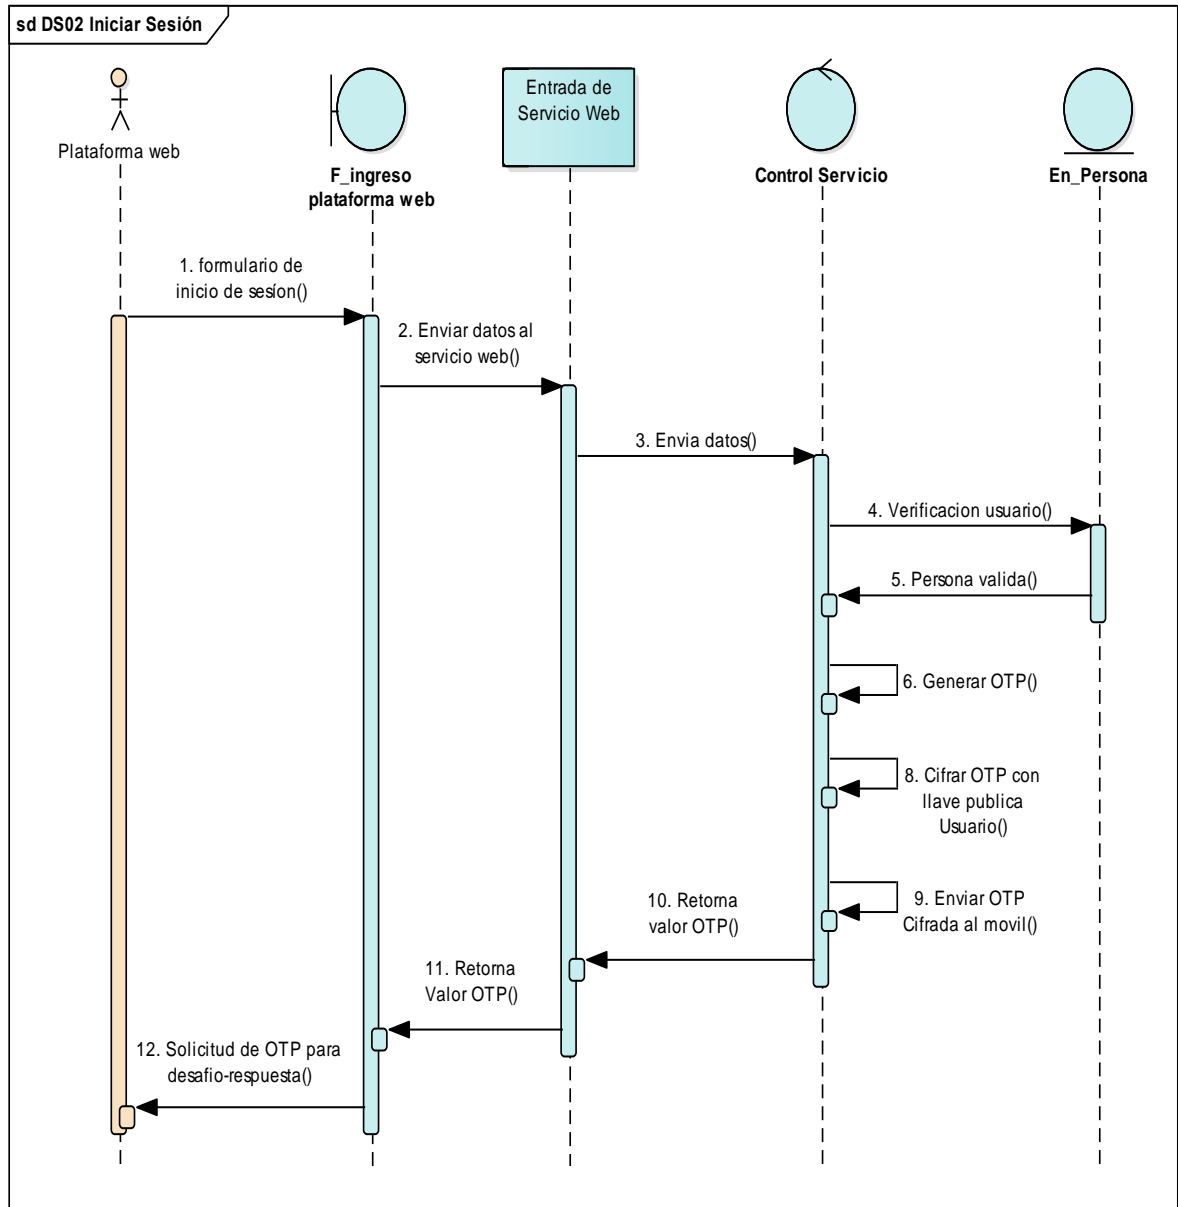 sd DS02 Iniciar Sesión
Plataforma web
F_ingreso
plataforma web
Entrada de
Servicio Web
Control Servicio
En_Persona
1. formulario de
inicio de sesíon()
2. Enviar datos al
servicio web()
3. Envia datos()
4. Verificacion usuario()
5. Persona valida()
6. Generar OTP()
8. Cifrar OTP con
llave publica
Usuario()
9. Enviar OTP
Cifrada al movil()
10. Retorna
valor OTP()
11. Retorna
Valor OTP()
12. Solicitud de OTP para
desafio-respuesta()